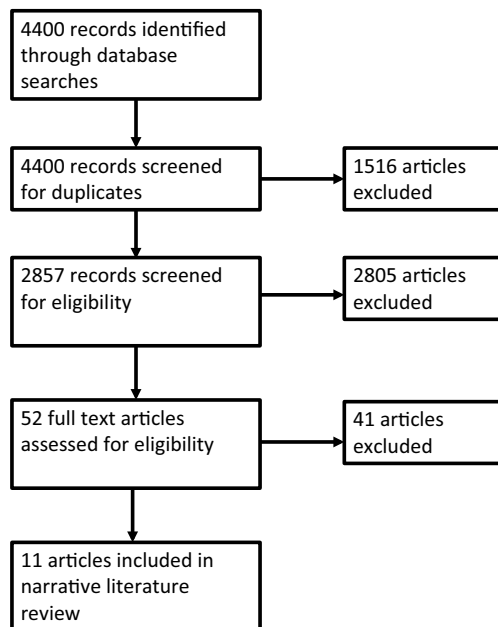 4400 records identified
through database
searches
4400 records screened
for duplicates
1516 articles
excluded
2857 records screened
for eligibility
2805 articles
excluded
52 full text articles
assessed for eligibility
41 articles
excluded
11 articles included in
narrative literature
review